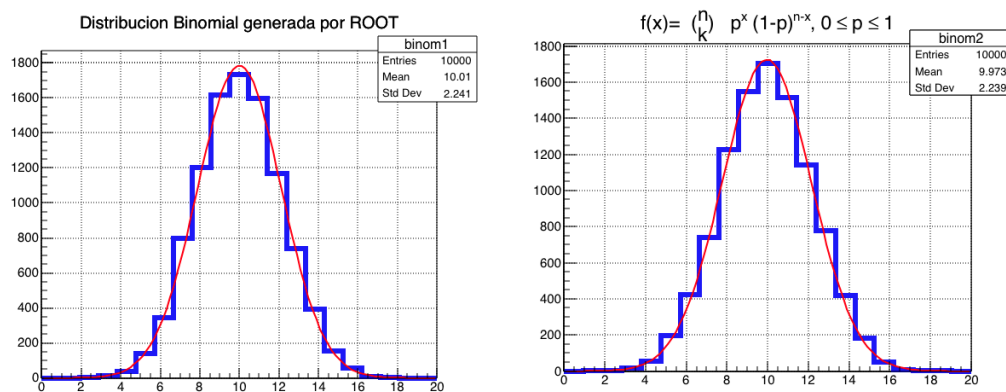 Distribucion Binomial generada por ROOT
binom1
Entries 10000
Mean 10.01
Std Dev 2.241
1800
1600
1400
1200
1000
800
600
400
200
0
0 2 4 6 8 10 12 14 16 18 20
f(x)= (n k) p^x (1-p)^n-x, 0 ≤ p ≤ 1
binom2
Entries 10000
Mean 9.973
Std Dev 2.239
1800
1600
1400
1200
1000
800
600
400
200
0
0 2 4 6 8 10 12 14 16 18 20